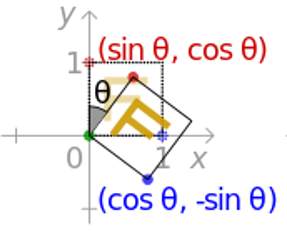 y
(sin θ, cos θ)
1
θ
F
F
0
1
x
(cos θ, -sin θ)